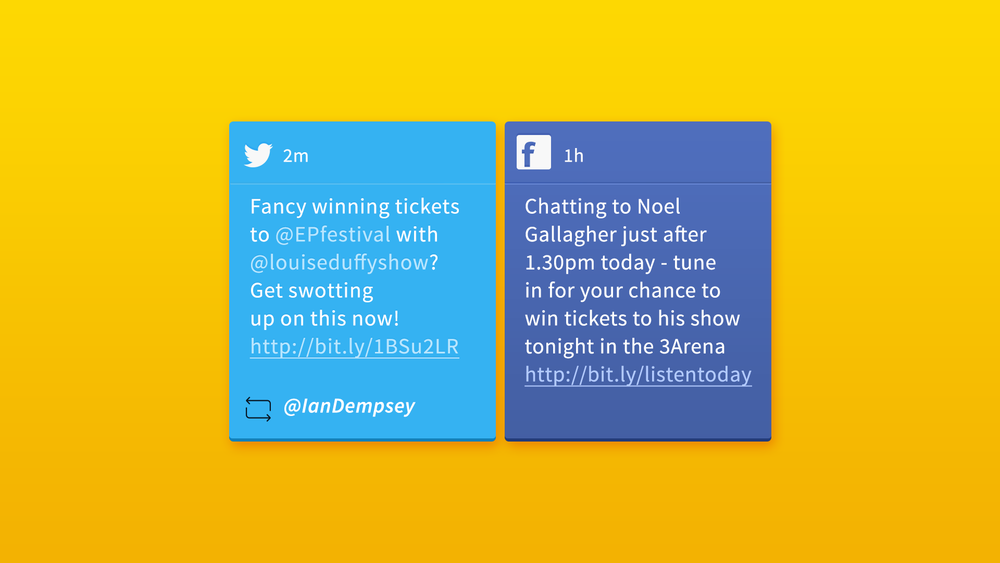 2m
Fancy winning tickets
to @EPfestival with
@louiseduffyshow?
Get swotting
up on this now!
http://bit.ly/1BSu2LR
@IanDempsey
f 1h
Chatting to Noel
Gallagher just after
1.30pm today - tune
in for your chance to
win tickets to his show
tonight in the 3Arena
http://bit.ly/listentoday